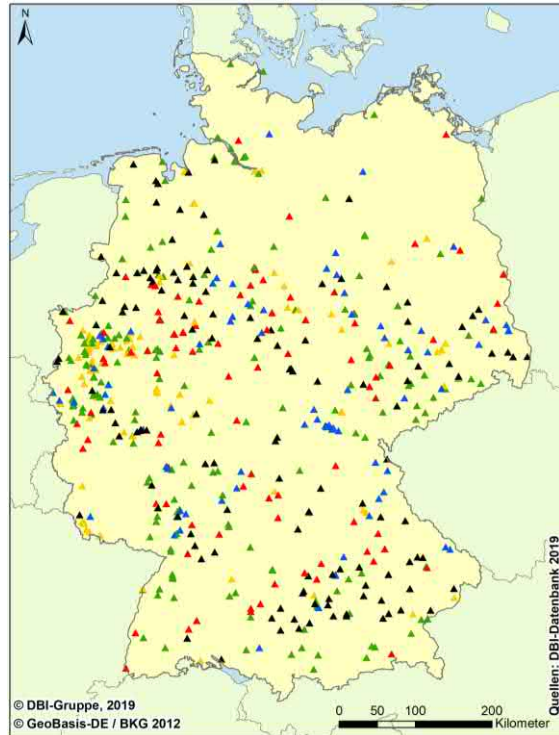 N
Quellen: DBI-Datenbank 2019
© DBI-Gruppe, 2019
© GeoBasis-DE / BKG 2012
0 50 100 200
Kilometer